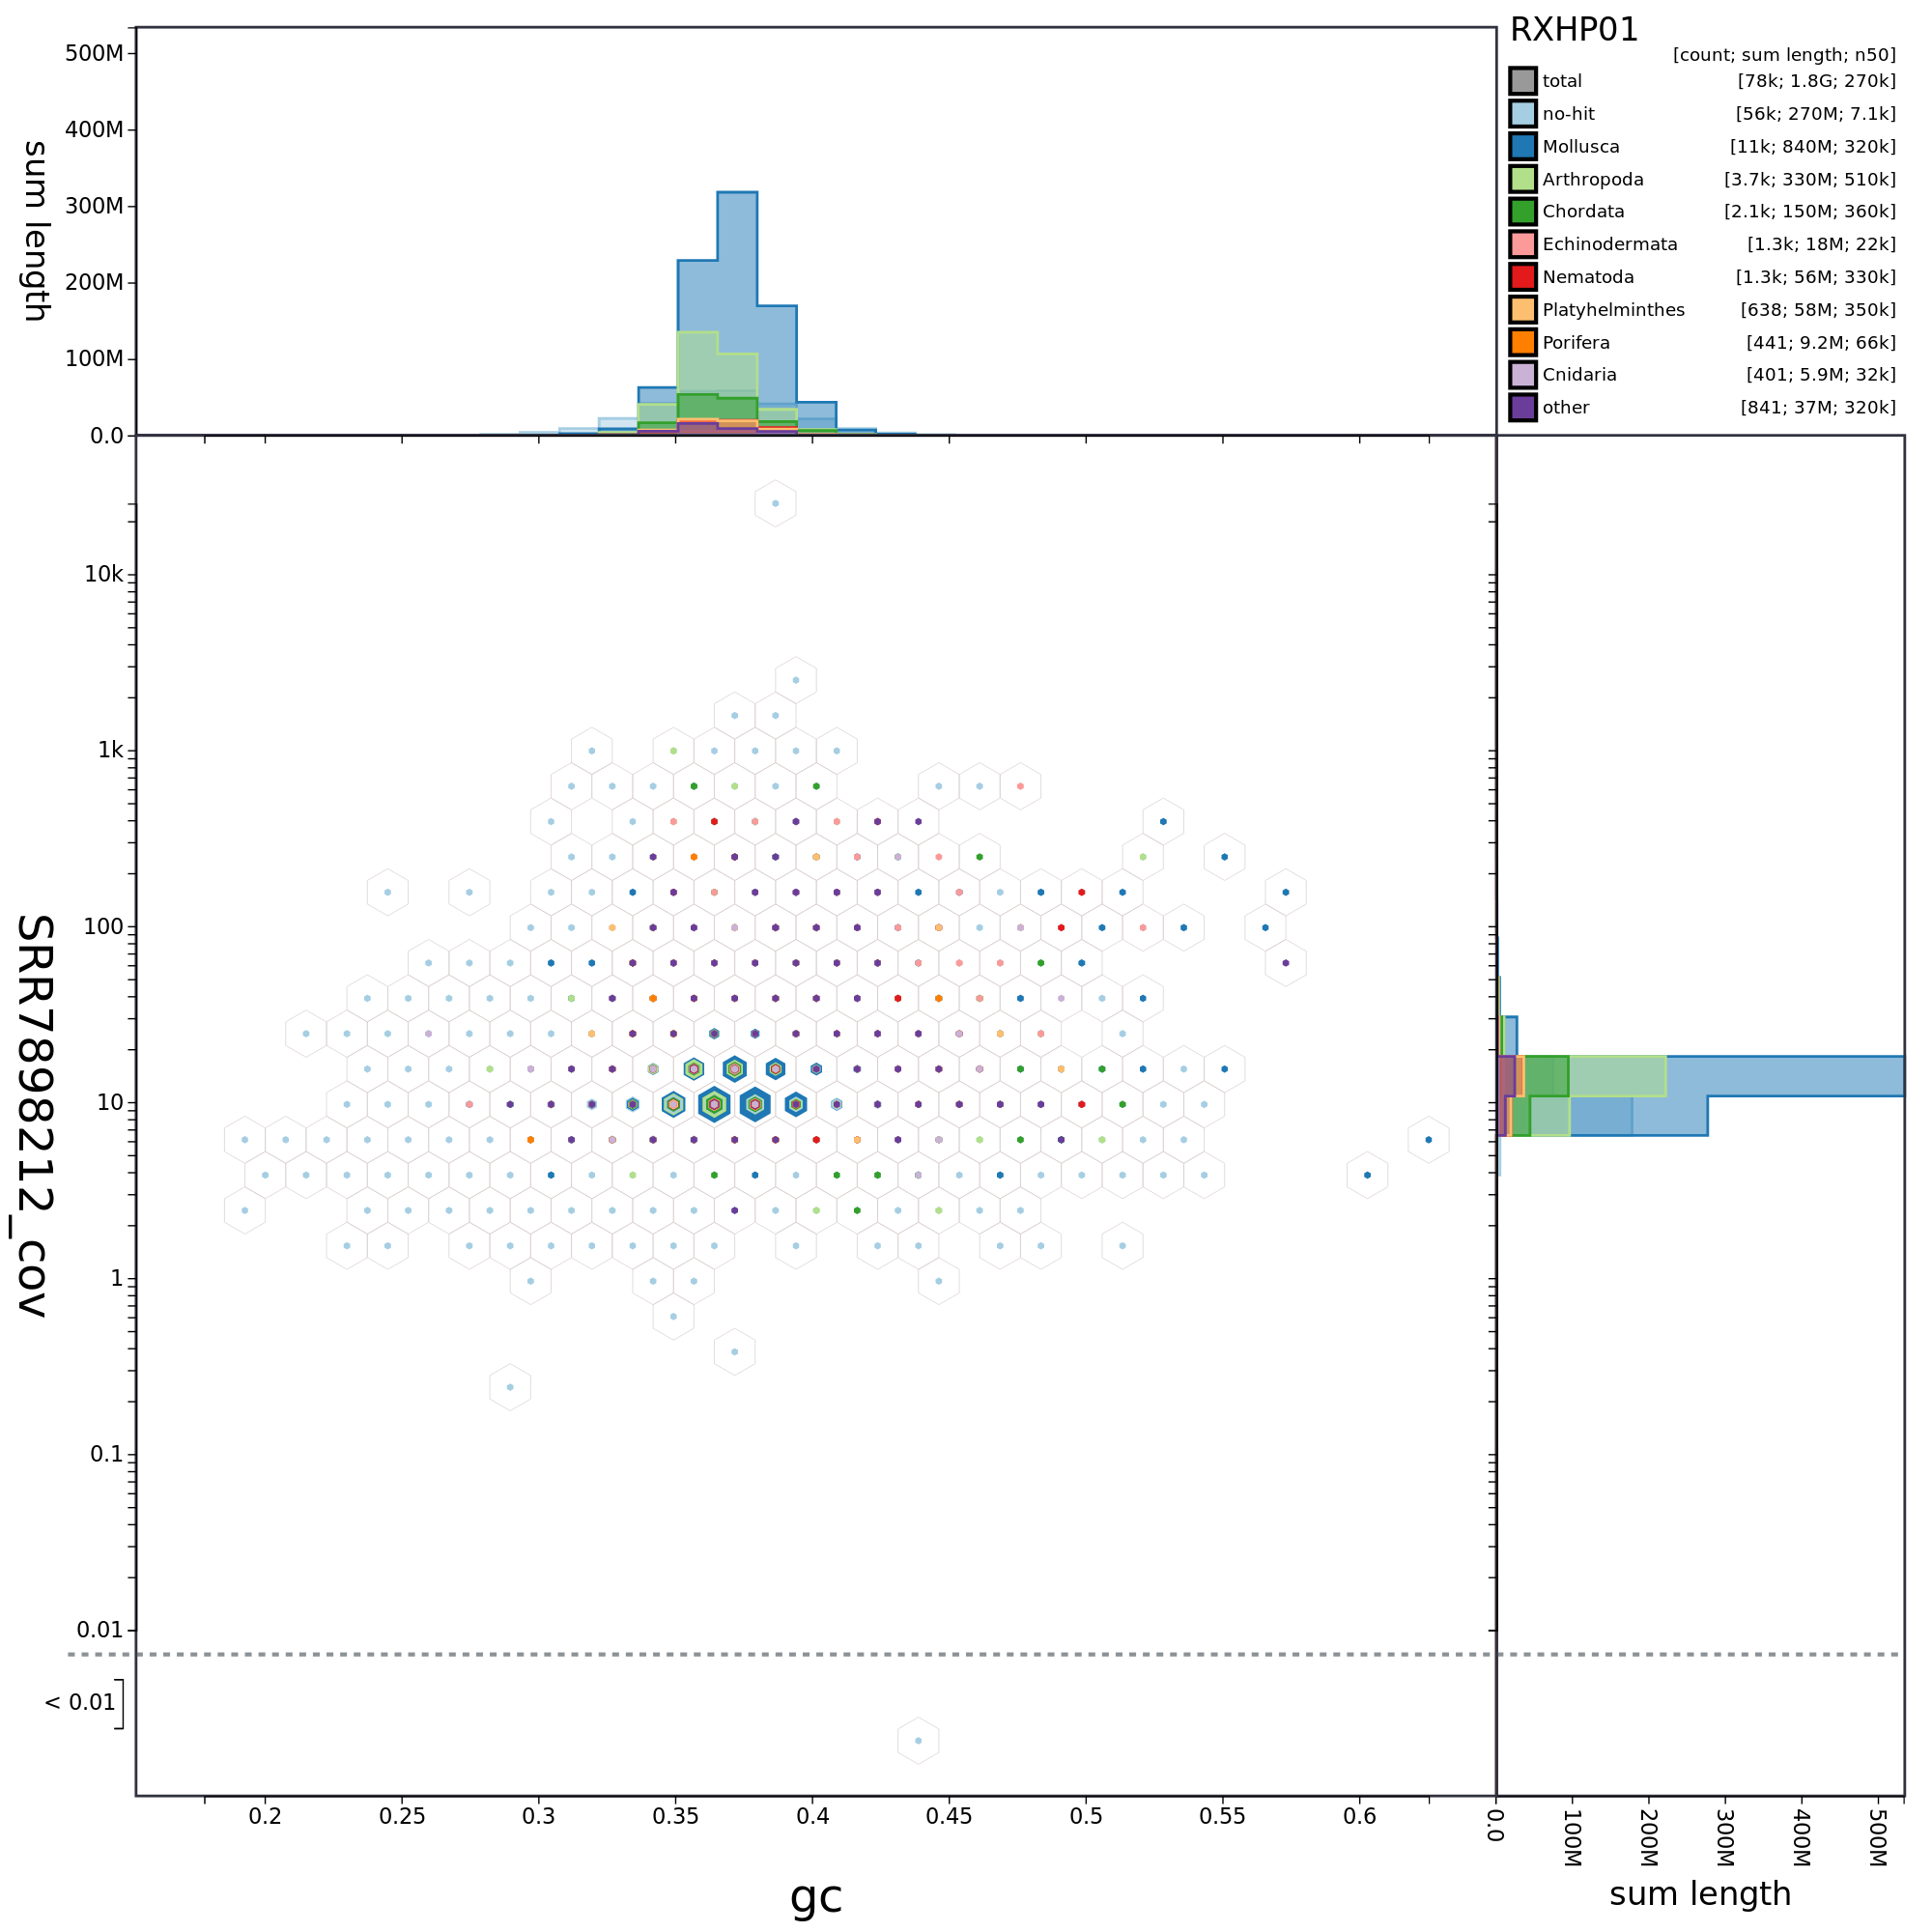 RXHP01
[count; sum length; n50]
total [78k; 1.8G; 270k]
no-hit [56k; 270M; 7.1k]
Mollusca [11k; 840M; 320k]
Arthropoda [3.7k; 330M; 510k]
Chordata [2.1k; 150M; 360k]
Echinodermata [1.3k; 18M; 22k]
Nematoda [1.3k; 56M; 330k]
Platyhelminthes [638; 58M; 350k]
Porifera [441; 9.2M; 66k]
Cnidaria [401; 5.9M; 32k]
other [841; 37M; 320k]
sum length
500M
400M
300M
200M
100M
0.0
SRR7898212_cov
10k
1k
100
10
1
0.1
0.01
< 0.01
0.2 0.25 0.3 0.35 0.4 0.45 0.5 0.55 0.6
gc
0.0 100M 200M 300M 400M 500M
sum length